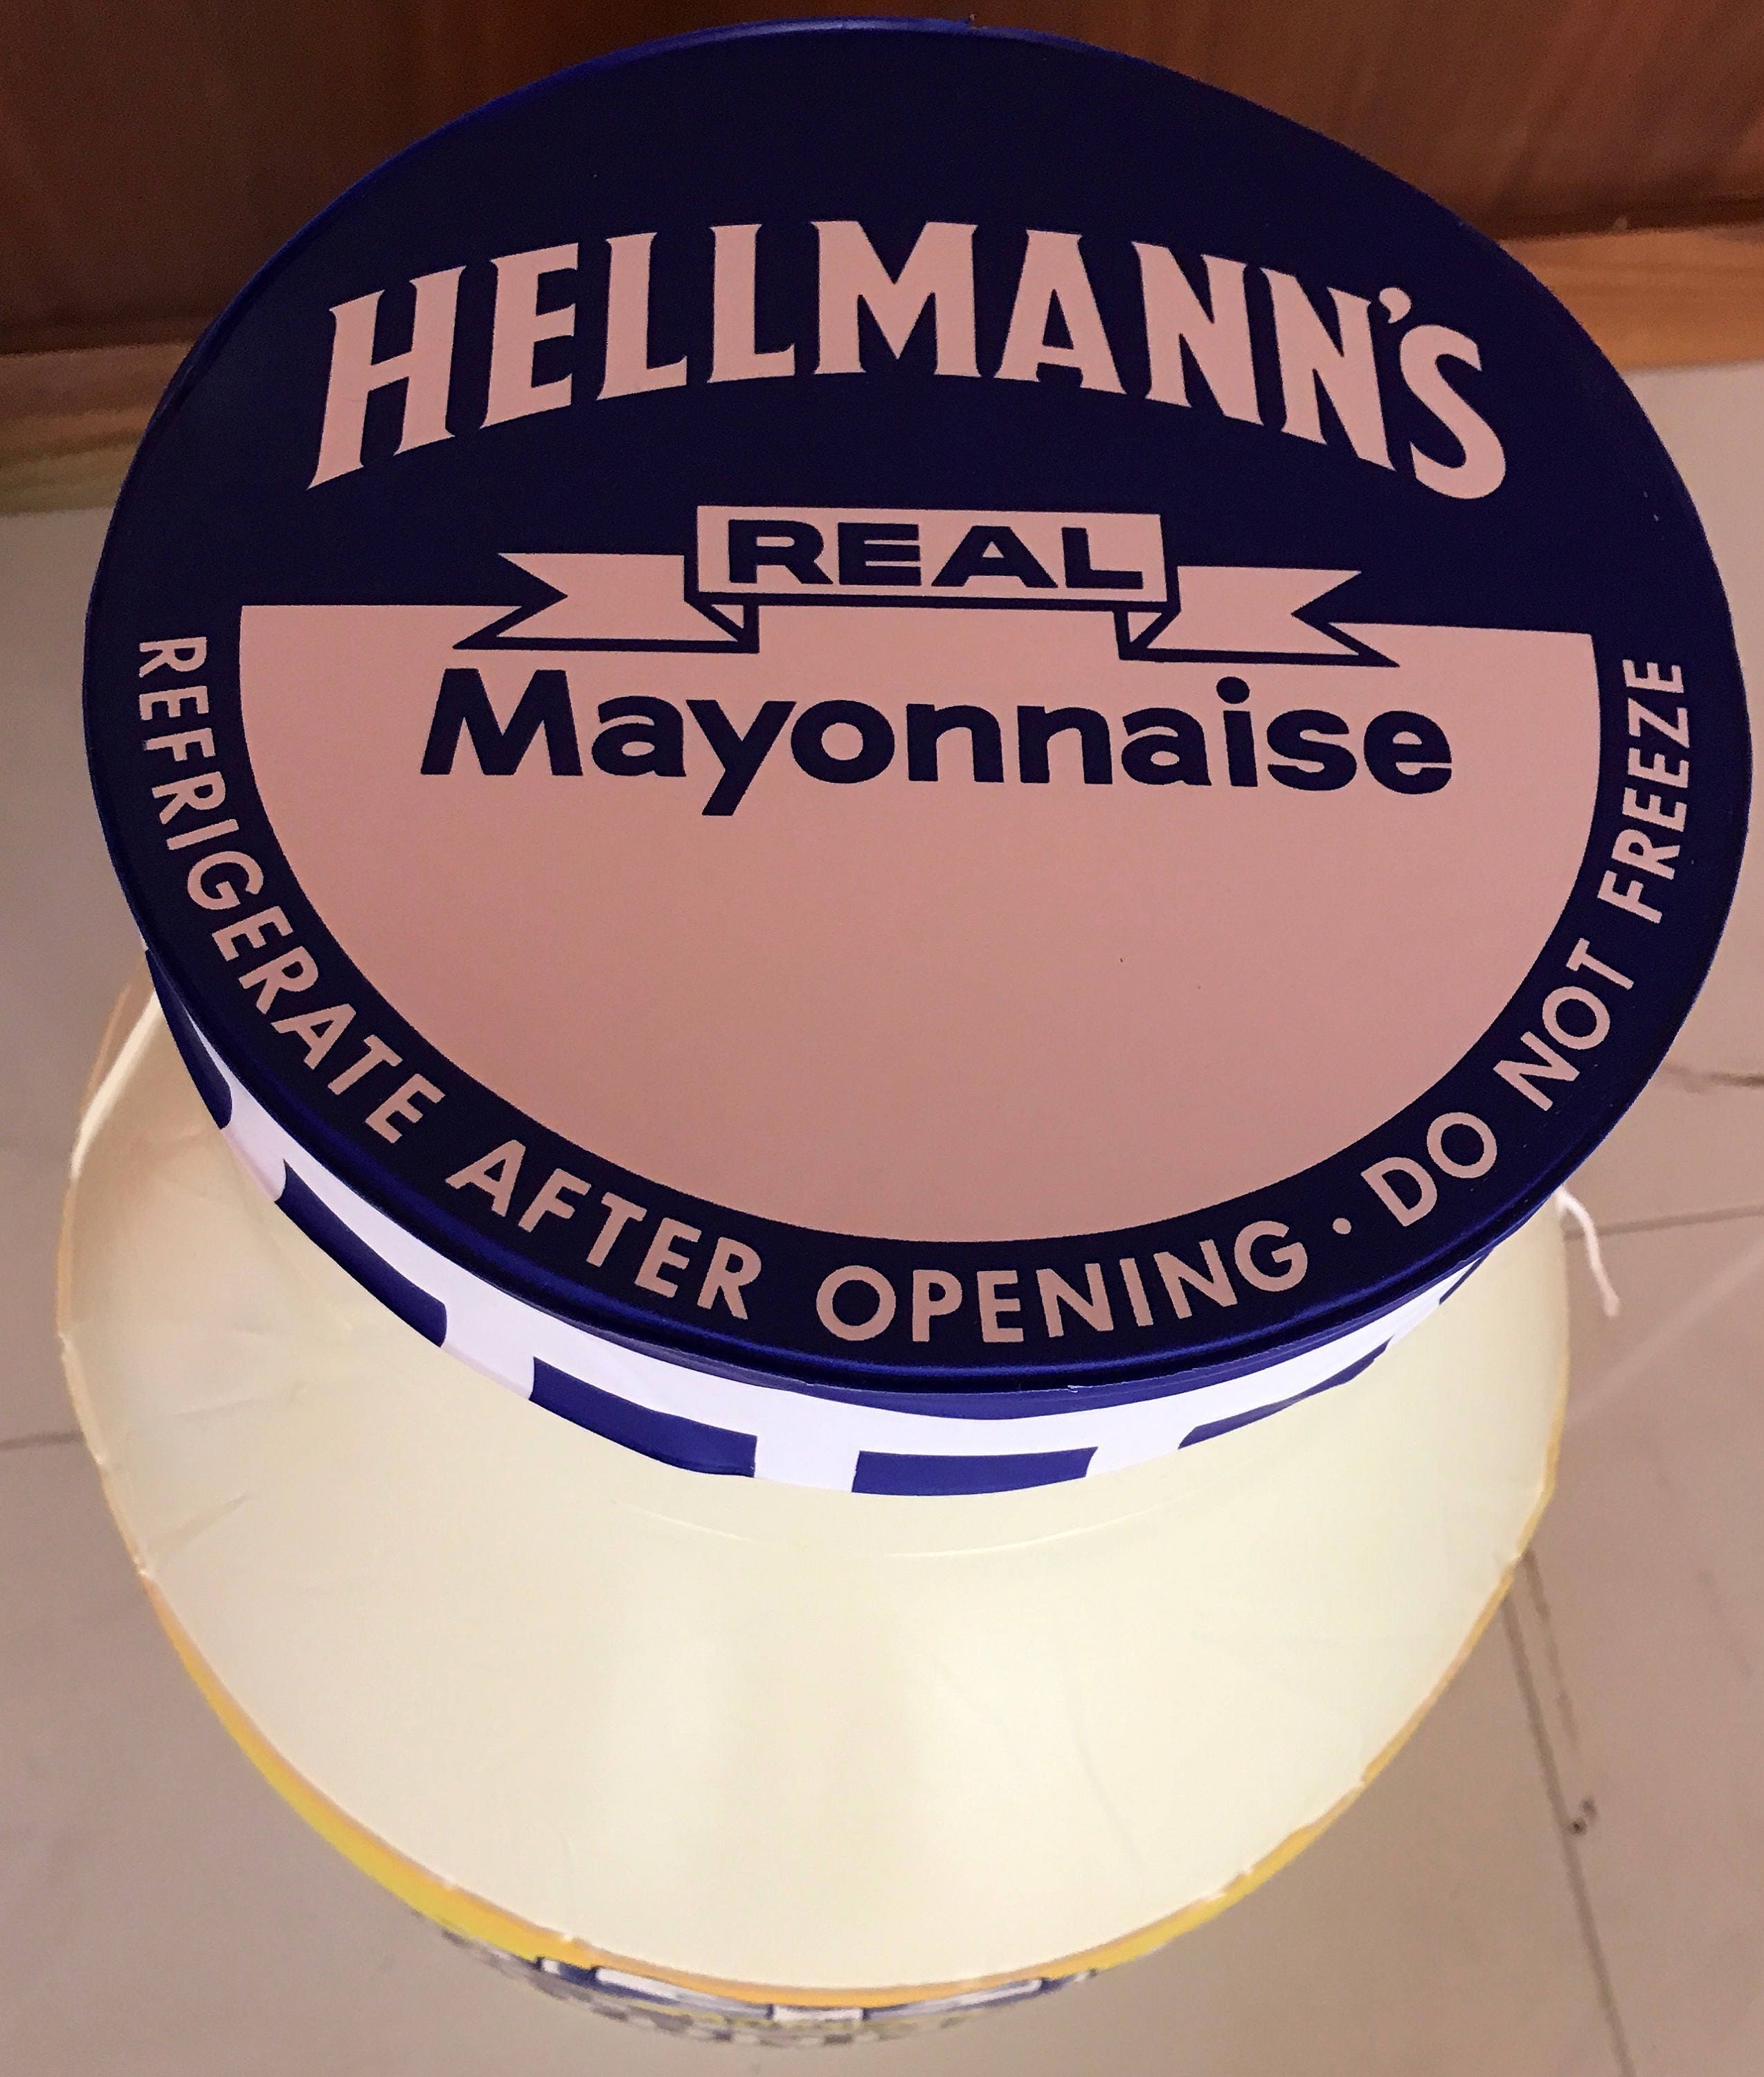 HELLMANN'S
REAL
Mayonnaise
REFRIGERATE AFTER OPENING • DO NOT FREEZE